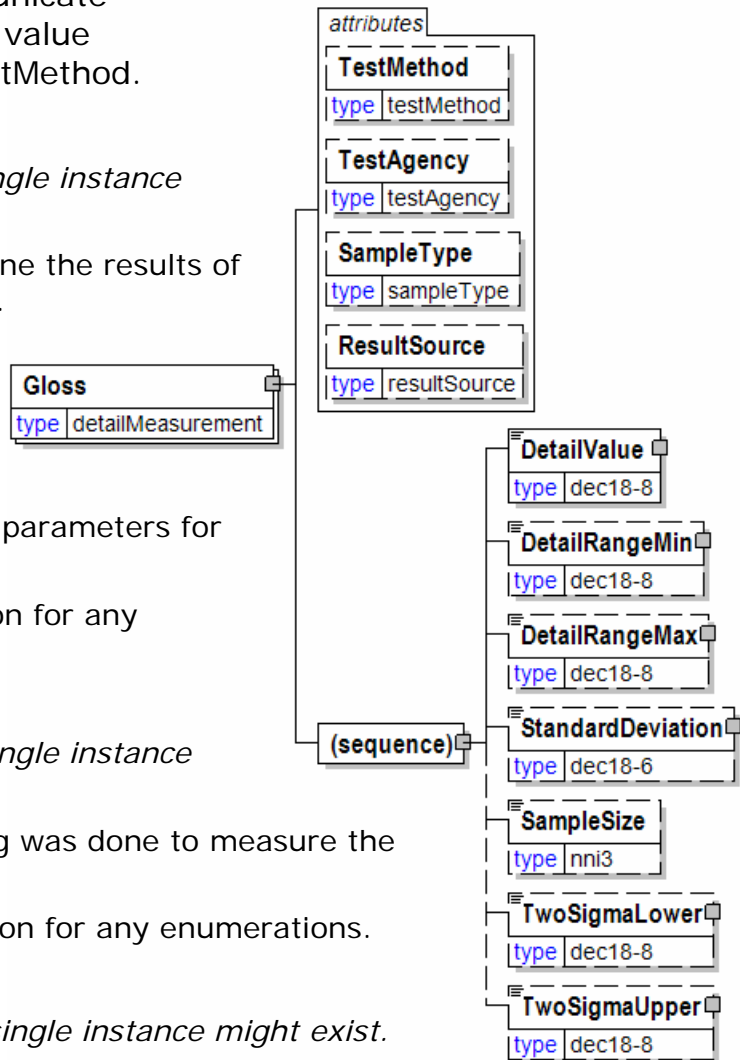 unicate
value
tMethod.
ngle instance
ne the results of
.
parameters for
on for any
ngle instance
g was done to measure the
on for any enumerations.
single instance might exist.
attributes
TestMethod
type testMethod
TestAgency
type testAgency
SampleType
type sampleType
ResultSource
type resultSource
Gloss
type detailMeasurement
(sequence)
DetailValue
type dec18-8
DetailRangeMin
type dec18-8
DetailRangeMax
type dec18-8
StandardDeviation
type dec18-6
SampleSize
type nni3
TwoSigmaLower
type dec18-8
TwoSigmaUpper
type dec18-8